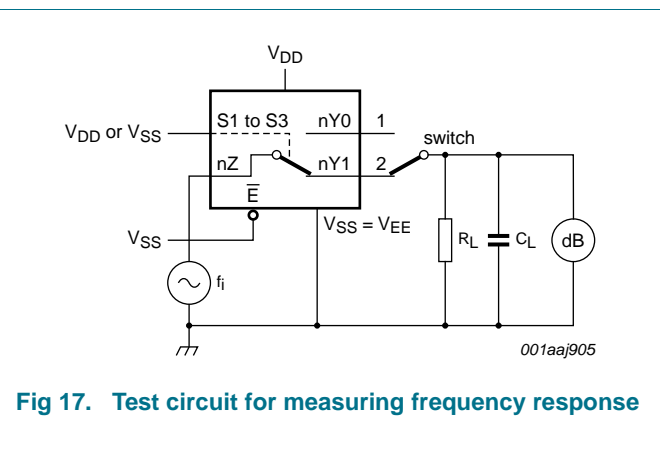 VDD
VDD or VSS
S1 to S3
nY0
1
switch
nZ
nY1
2
E
VSS
VSS = VEE
RL
CL
dB
fi
001aaj905
Fig 17. Test circuit for measuring frequency response